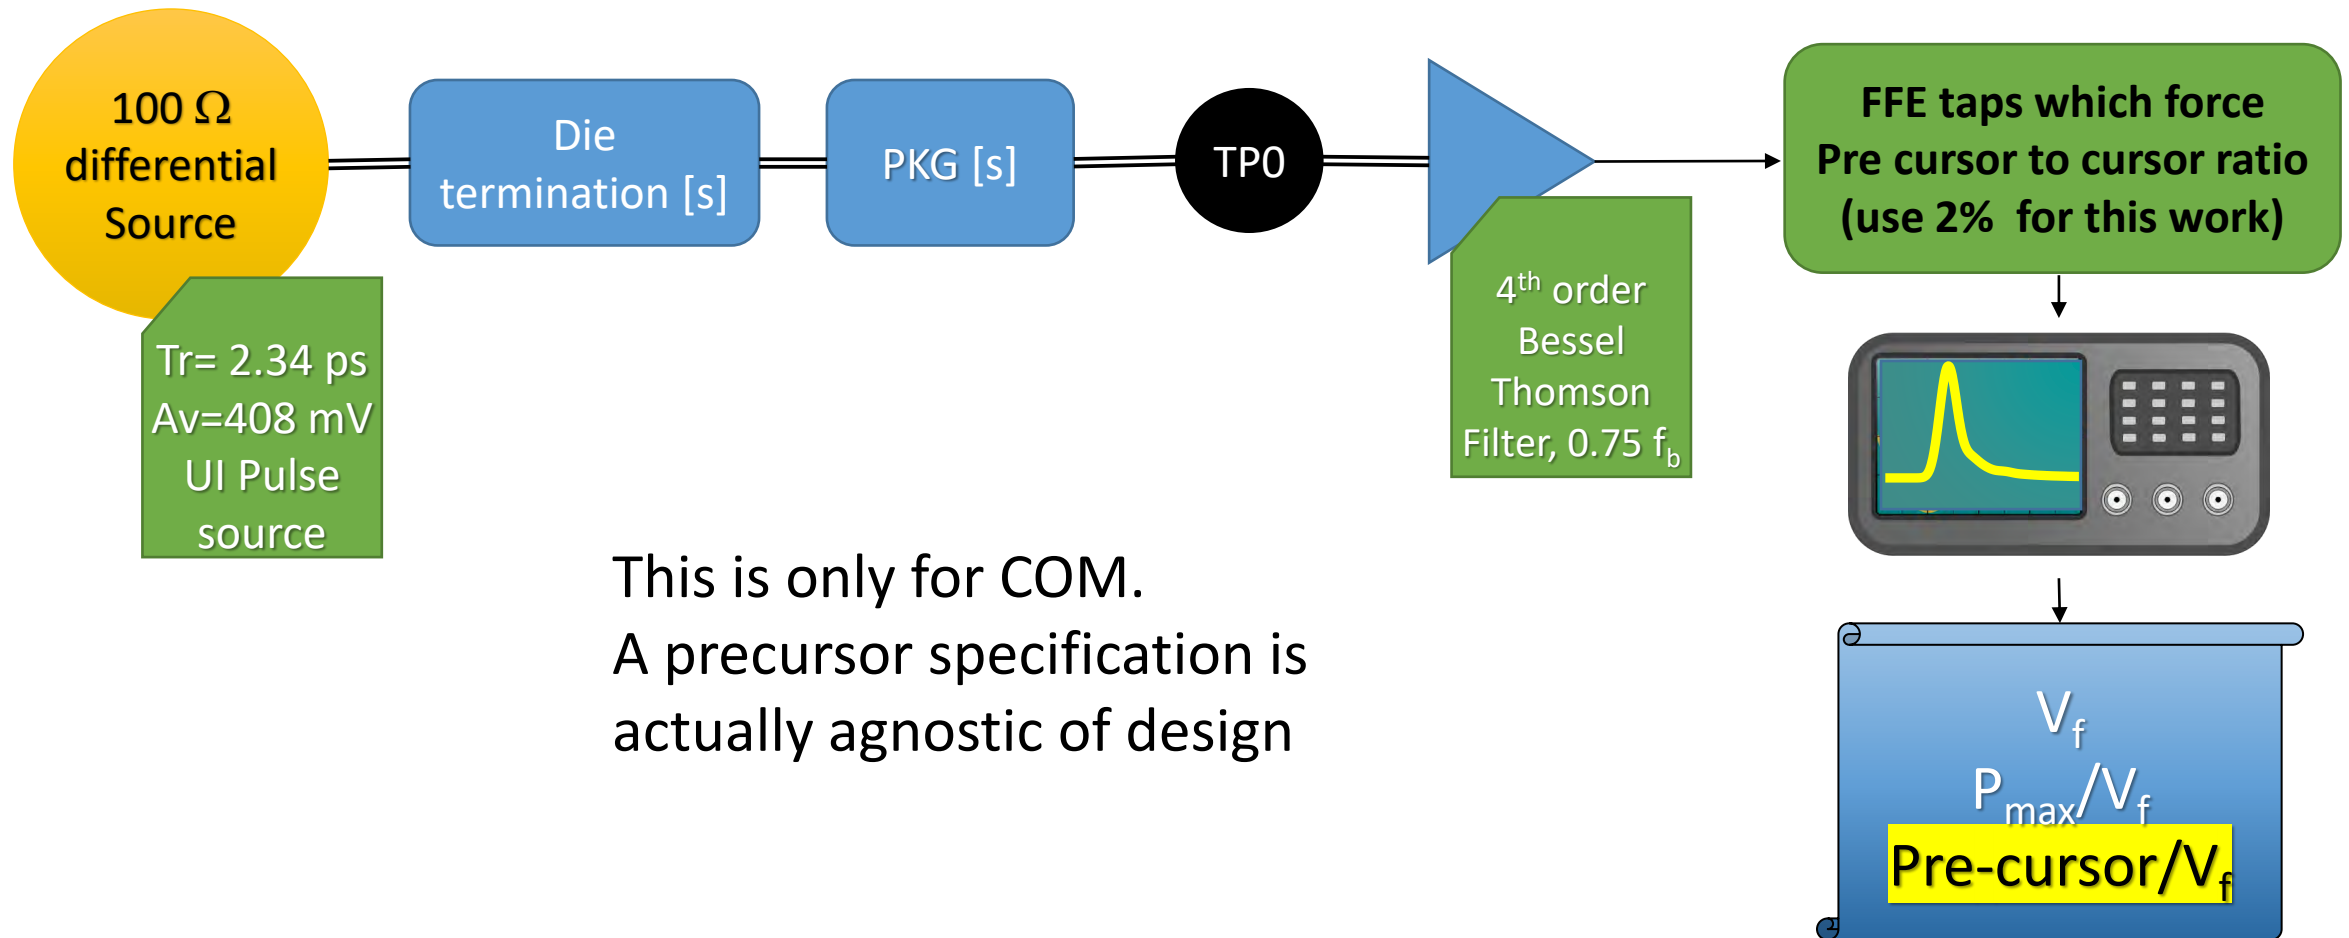 100 Ω
differential
Source
Tr= 2.34 ps
Av=408 mV
UI Pulse
source
Die
termination [s]
PKG [s]
TP0
4th order
Bessel
Thomson
Filter, 0.75 fb
FFE taps which force
Pre cursor to cursor ratio
(use 2% for this work)
This is only for COM.
A precursor specification is
actually agnostic of design
Vf
Pmax/Vf
Pre-cursor/Vf